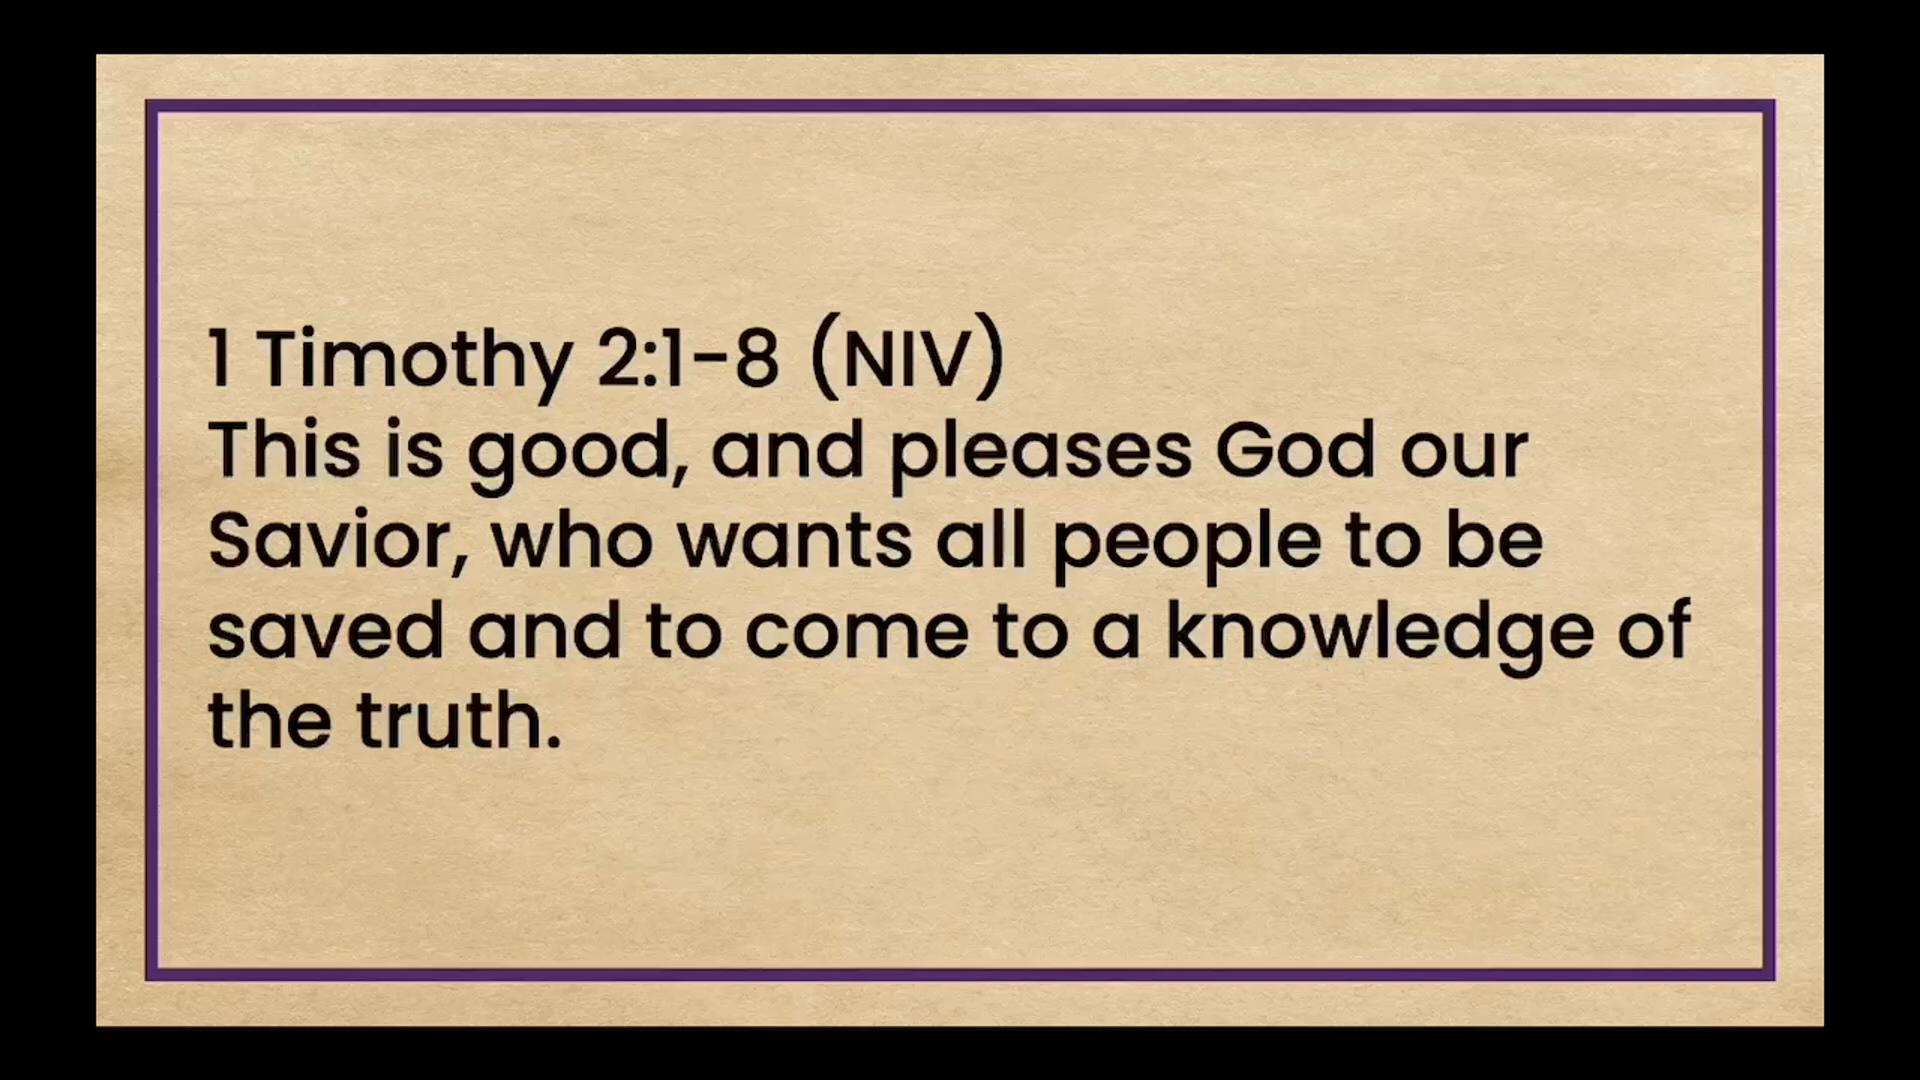 1 Timothy 2:1-8 (NIV)
This is good, and pleases God our
Savior, who wants all people to be
saved and to come to a knowledge of
the truth.